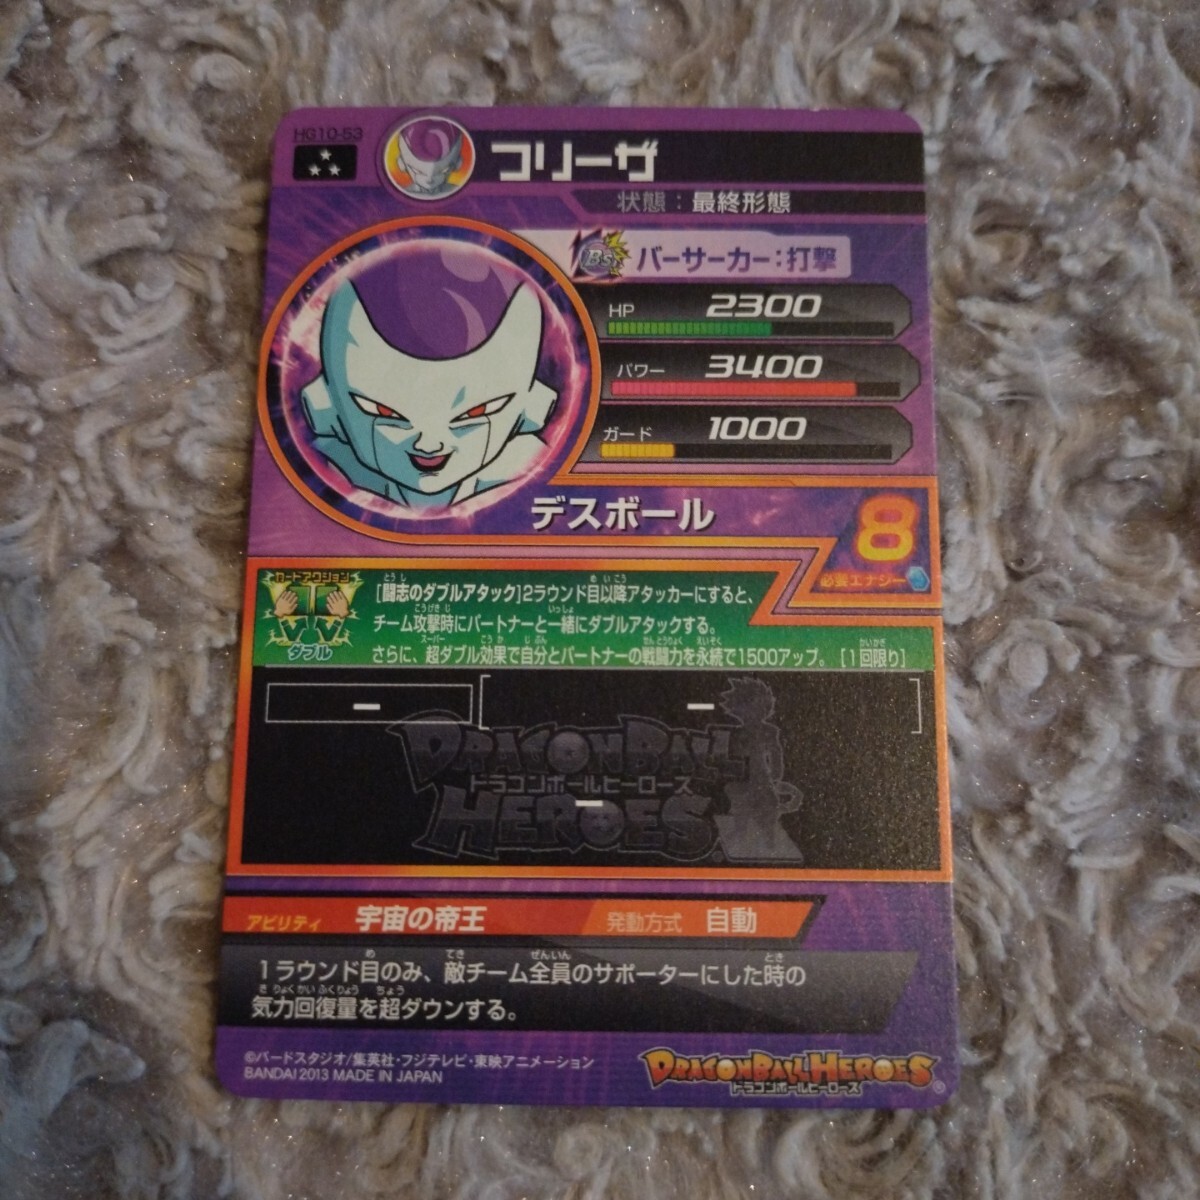 HG10-53
フリーザ
状態：最終形態
Bs
バーサーカー：打撃
HP 2300
パワー 3400
ガード 1000
デスボール
8
必要エナジー
カードアクション
ダブル
[闘志のダブルアタック]2ラウンド目以降アタッカーにすると、
チーム攻撃時にパートナーと一緒にダブルアタックする。
さらに、超ダブル効果で自分とパートナーの戦闘力を永続で1500アップ。 [1回限り]
ー [ー]
DRAGONBALL
ドラゴンボールヒーローズ
ー
HEROES
アビリティ 宇宙の帝王 発動方式 自動
1ラウンド目のみ、敵チーム全員のサポーターにした時の
気力回復量を超ダウンする。
©バードスタジオ/集英社・フジテレビ・東映アニメーション
BANDAI 2013 MADE IN JAPAN
DRAGONBALL HEROES
ドラゴンボールヒーローズ